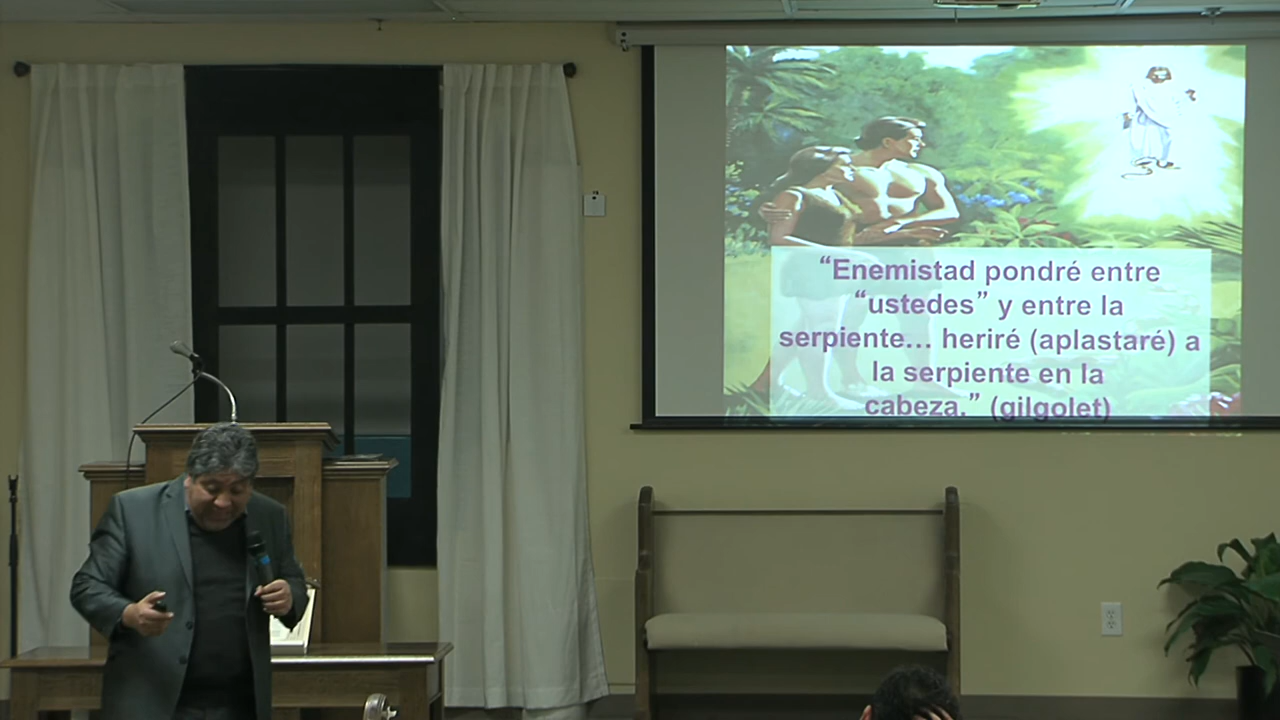 “Enemistad pondré entre
“ustedes” y entre la
serpiente... heriré (aplastaré) a
la serpiente en la
cabeza.” (gilgolet)